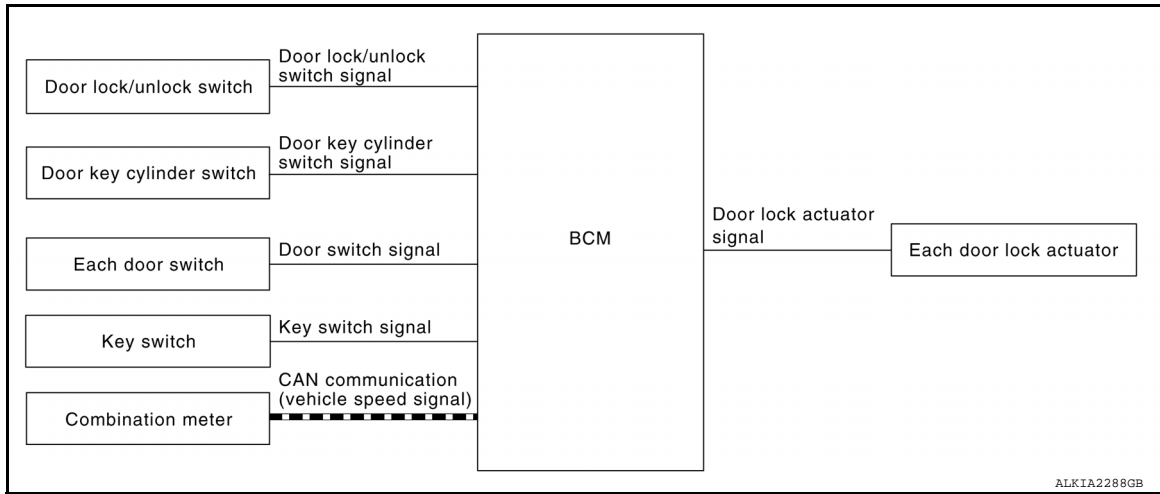 Door lock/unlock switch
Door lock/unlock
switch signal
Door key cylinder switch
Door key cylinder
switch signal
Each door switch
Door switch signal
Key switch
Key switch signal
Combination meter
CAN communication
(vehicle speed signal)
BCM
Door lock actuator
signal
Each door lock actuator
ALKIA2288GB